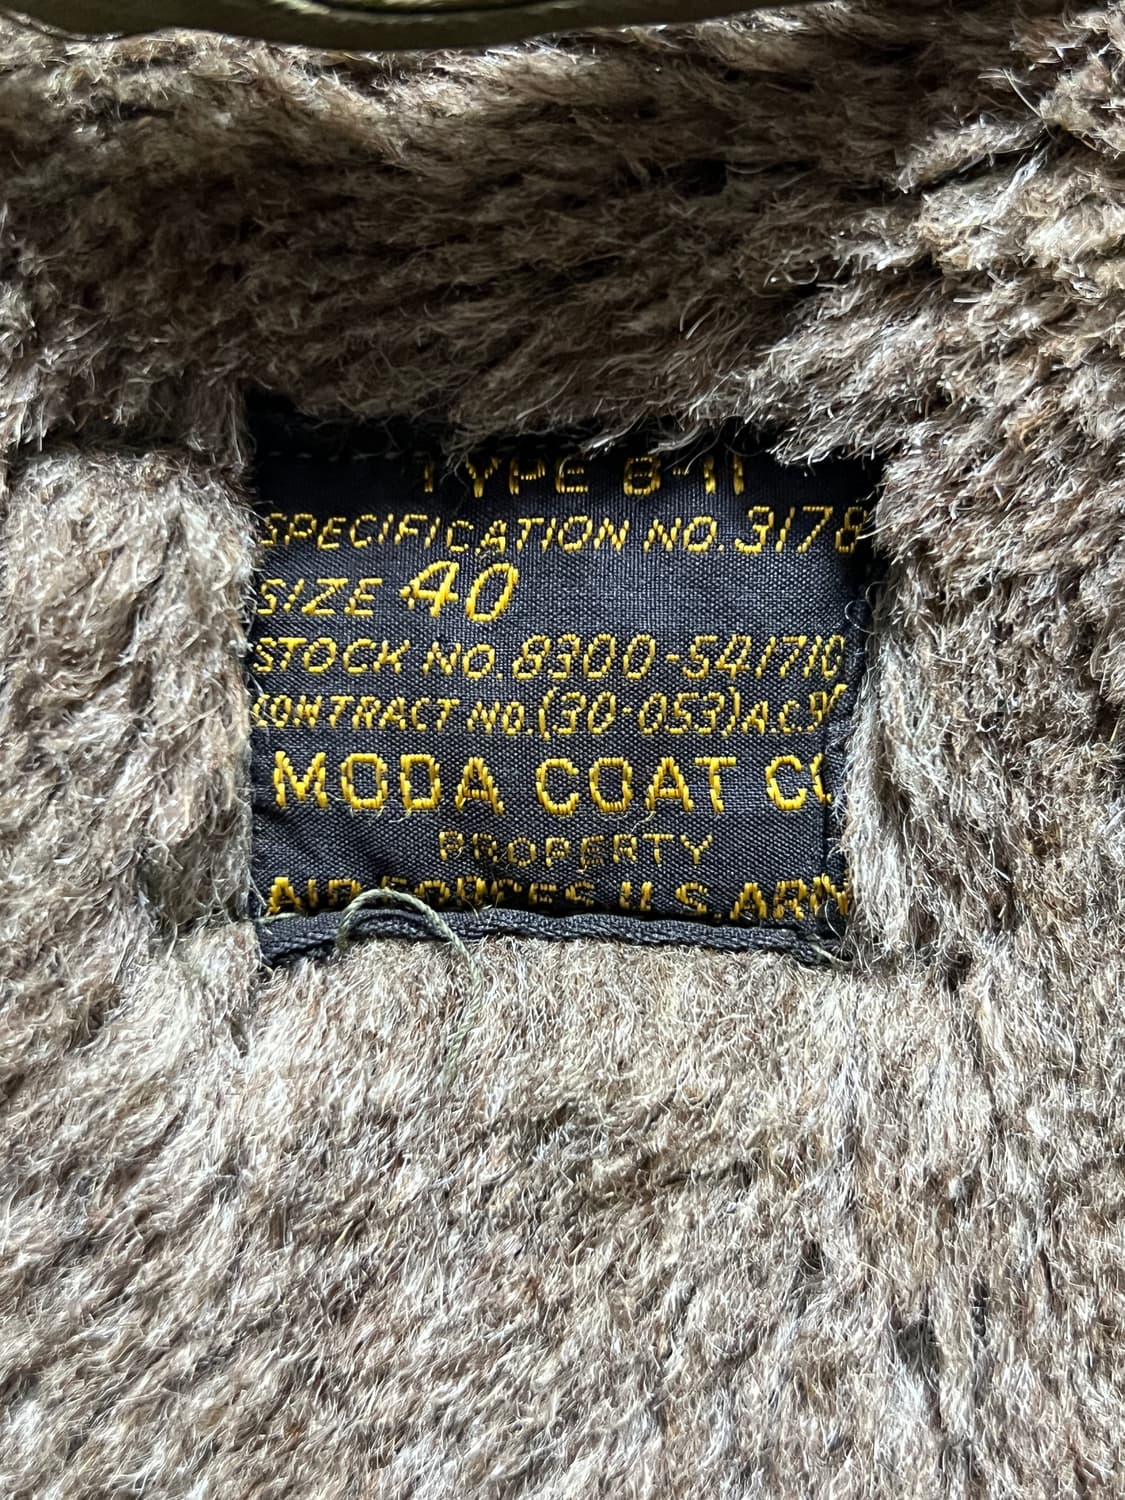 TYPE B-11
SPECIFICATION NO. 3178
SIZE 40
STOCK NO. 8300-541710
CONTRACT NO. (30-053) A.C.
MODA COAT CO
PROPERTY
AIR FORCES U.S. ARMY